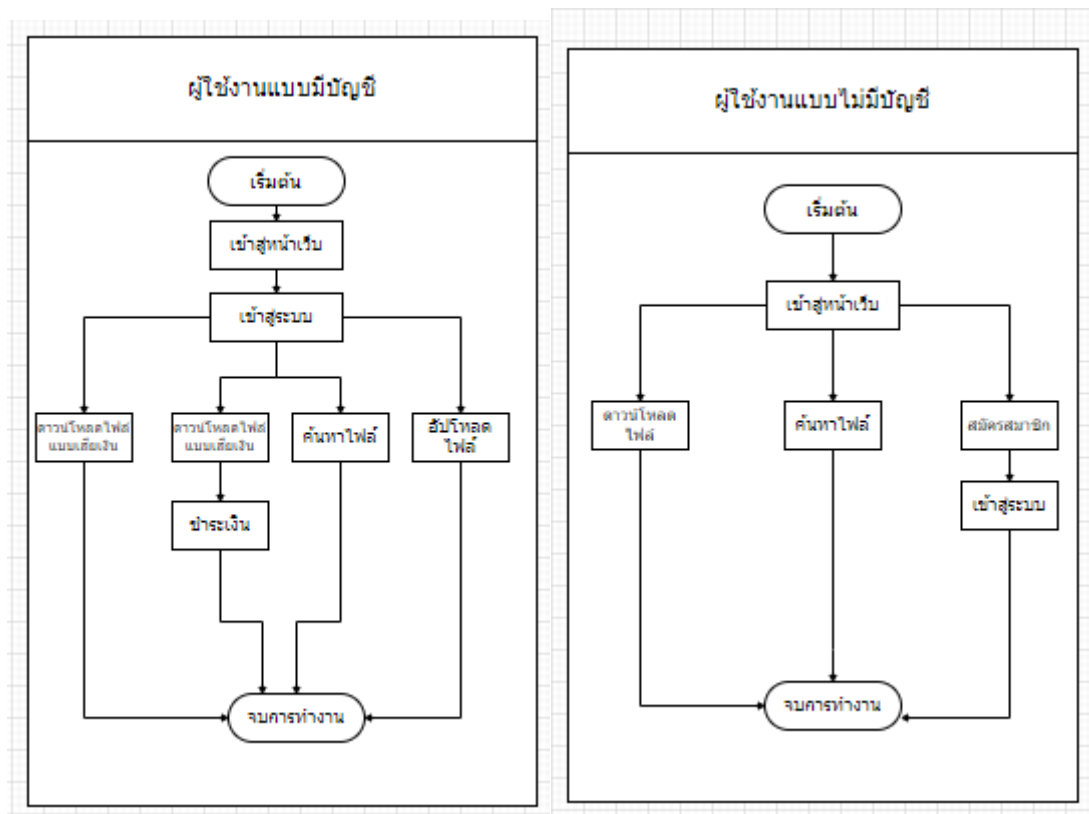 ผู้ใช้งานแบบมีบัญชี
เริ่มต้น
เข้าสู่หน้าเว็บ
เข้าสู่ระบบ
ดาวน์โหลดไฟล์
แบบเสียเงิน
ดาวน์โหลดไฟล์
แบบเสียเงิน
ค้นหาไฟล์
อัปโหลด
ไฟล์
ชำระเงิน
จบการทำงาน
ผู้ใช้งานแบบไม่มีบัญชี
เริ่มต้น
เข้าสู่หน้าเว็บ
ดาวน์โหลด
ไฟล์
ค้นหาไฟล์
สมัครสมาชิก
เข้าสู่ระบบ
จบการทำงาน